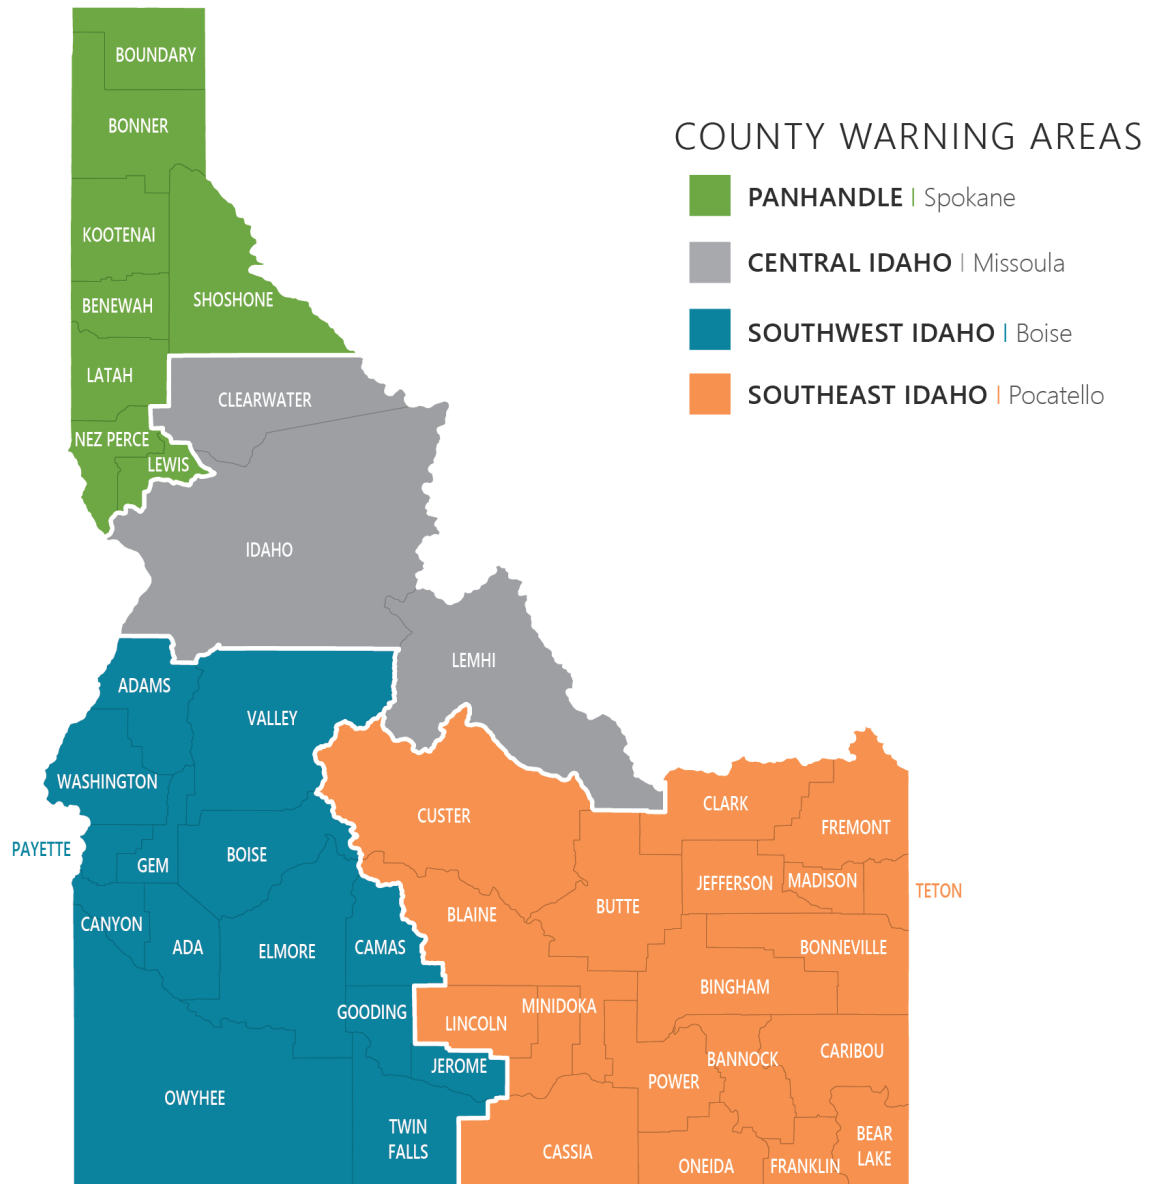 BOUNDARY
BONNER
COUNTY WARNING AREAS
PANHANDLE | Spokane
KOOTENAI
CENTRAL IDAHO | Missoula
SHOSHONE
BENEWAH
SOUTHWEST IDAHO | Boise
LATAH
SOUTHEAST IDAHO | Pocatello
CLEARWATER
NEZ PERCE
LEWIS
IDAHO
LEMHI
ADAMS
VALLEY
WASHINGTON
CLARK
CUSTER
FREMONT
PAYETTE
BOISE
GEM
MADISON
JEFFERSON
TETON
BUTTE
BLAINE
CANYON
ADA
CAMAS
BONNEVILLE
ELMORE
BINGHAM
MINIDOKA
GOODING
LINCOLN
CARIBOU
BANNOCK
JEROME
POWER
OWYHEE
TWIN
FALLS
BEAR
LAKE
CASSIA
ONEIDA
FRANKLIN